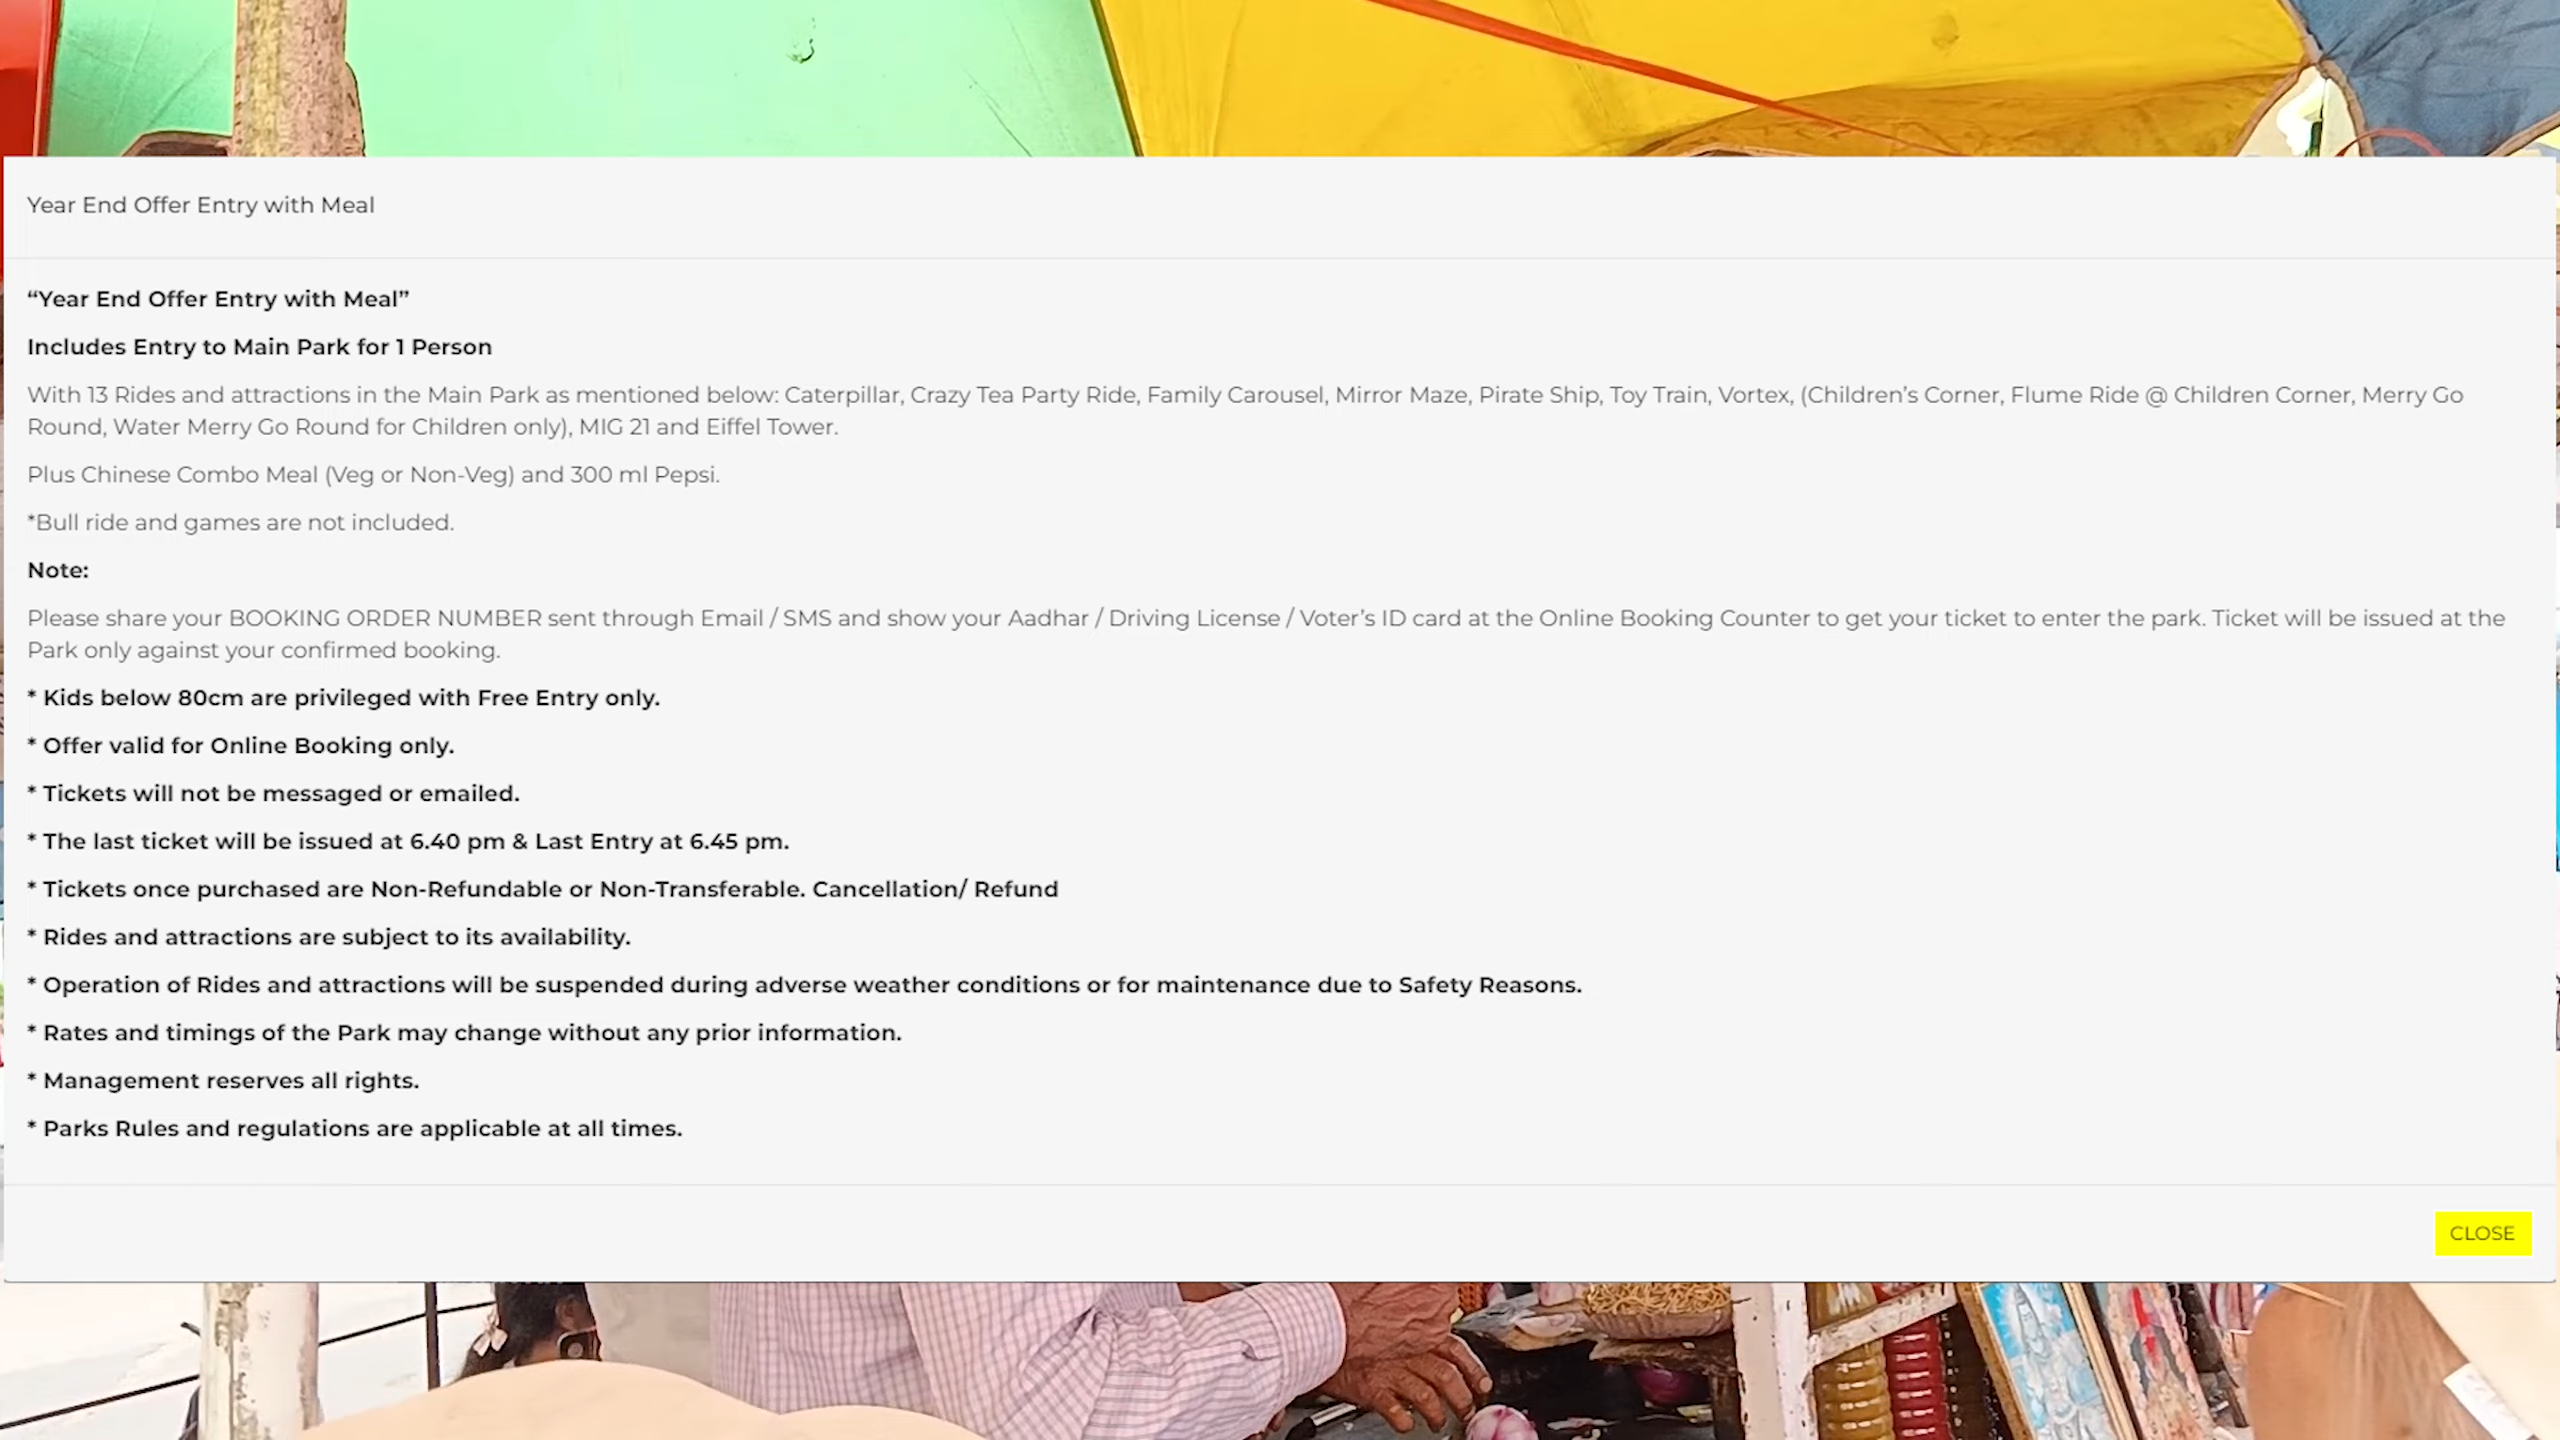 Year End Offer Entry with Meal
“Year End Offer Entry with Meal”
Includes Entry to Main Park for 1 Person
With 13 Rides and attractions in the Main Park as mentioned below: Caterpillar, Crazy Tea Party Ride, Family Carousel, Mirror Maze, Pirate Ship, Toy Train, Vortex, (Children’s Corner, Flume Ride @ Children Corner, Merry Go
Round, Water Merry Go Round for Children only), MIG 21 and Eiffel Tower.
Plus Chinese Combo Meal (Veg or Non-Veg) and 300 ml Pepsi.
*Bull ride and games are not included.
Note:
Please share your BOOKING ORDER NUMBER sent through Email / SMS and show your Aadhar / Driving License / Voter’s ID card at the Online Booking Counter to get your ticket to enter the park. Ticket will be issued at the
Park only against your confirmed booking.
* Kids below 80cm are privileged with Free Entry only.
* Offer valid for Online Booking only.
* Tickets will not be messaged or emailed.
* The last ticket will be issued at 6.40 pm & Last Entry at 6.45 pm.
* Tickets once purchased are Non-Refundable or Non-Transferable. Cancellation/ Refund
* Rides and attractions are subject to its availability.
* Operation of Rides and attractions will be suspended during adverse weather conditions or for maintenance due to Safety Reasons.
* Rates and timings of the Park may change without any prior information.
* Management reserves all rights.
* Parks Rules and regulations are applicable at all times.
CLOSE